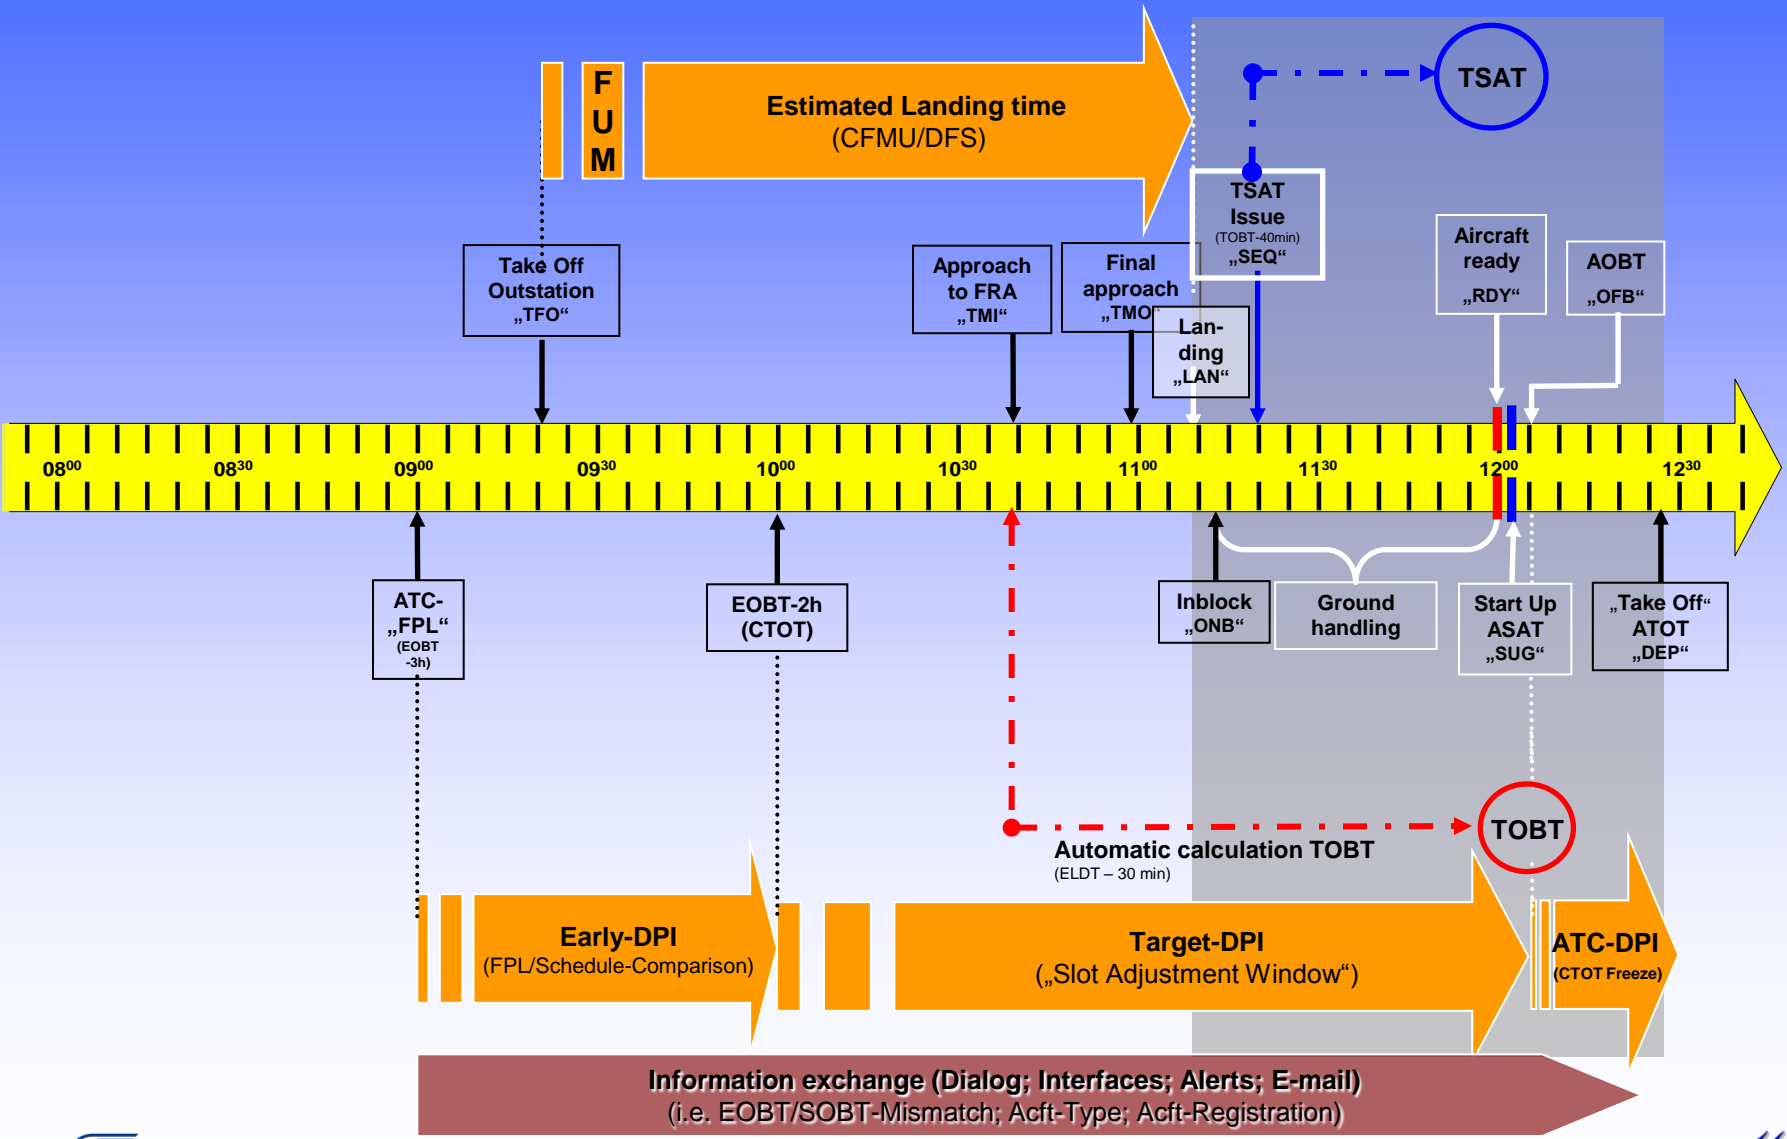 F
U
M
Estimated Landing time
(CFMU/DFS)
TSAT
TSAT
Issue
(TOBT-40min)
„SEQ“
Take Off
Outstation
„TFO“
Approach
to FRA
„TMI“
Final
approach
„TMO“
Lan-
ding
„LAN“
Aircraft
ready
„RDY“
AOBT
„OFB“
08⁰⁰ 08³⁰ 09⁰⁰ 09³⁰ 10⁰⁰ 10³⁰ 11⁰⁰ 11³⁰ 12⁰⁰ 12³⁰
ATC-
„FPL“
(EOBT
-3h)
EOBT-2h
(CTOT)
Inblock
„ONB“
Ground
handling
Start Up
ASAT
„SUG“
„Take Off“
ATOT
„DEP“
TOBT
Automatic calculation TOBT
(ELDT – 30 min)
Early-DPI
(FPL/Schedule-Comparison)
Target-DPI
(„Slot Adjustment Window“)
ATC-DPI
(CTOT Freeze)
Information exchange (Dialog; Interfaces; Alerts; E-mail)
(i.e. EOBT/SOBT-Mismatch; Acft-Type; Acft-Registration)